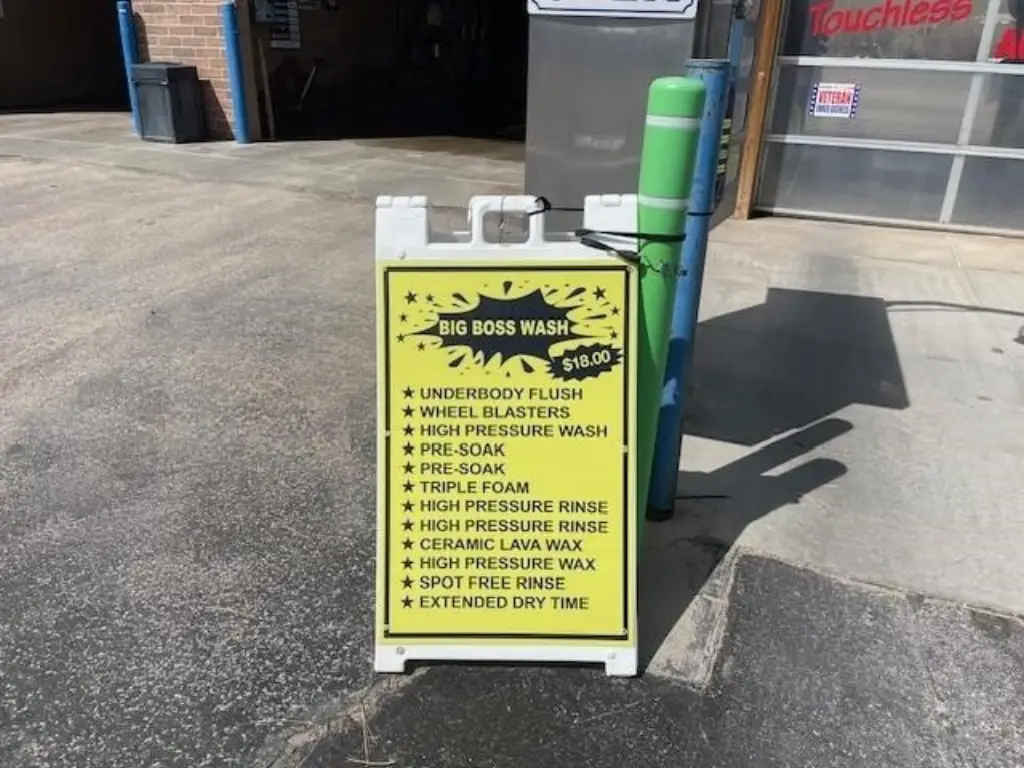 Touchless
VETERAN
BIG BOSS WASH
$18.00
★ UNDERBODY FLUSH
★ WHEEL BLASTERS
★ HIGH PRESSURE WASH
★ PRE-SOAK
★ PRE-SOAK
★ TRIPLE FOAM
★ HIGH PRESSURE RINSE
★ HIGH PRESSURE RINSE
★ CERAMIC LAVA WAX
★ HIGH PRESSURE WAX
★ SPOT FREE RINSE
★ EXTENDED DRY TIME